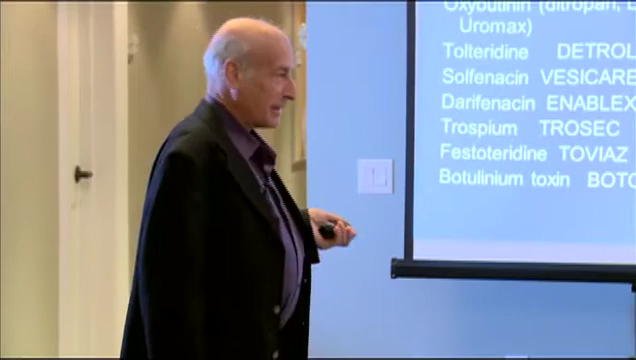 Oxybutinin (ditropan,
Uromax)
Tolteridine DETROL
Solfenacin VESICARE
Darifenacin ENABLEX
Trospium TROSEC
Festoteridine TOVIAZ
Botulinium toxin BOTO